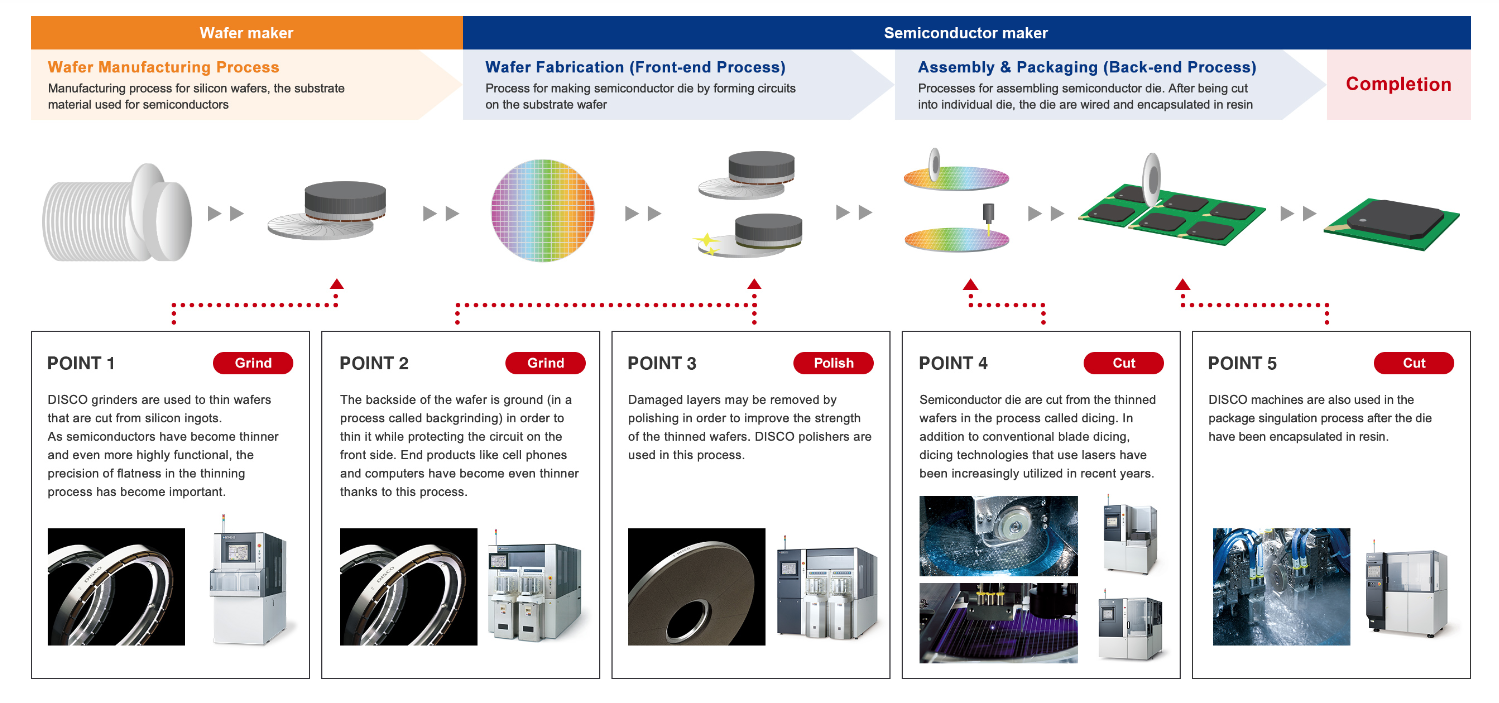 Wafer maker
Semiconductor maker
Wafer Manufacturing Process
Manufacturing process for silicon wafers, the substrate
material used for semiconductors
Wafer Fabrication (Front-end Process)
Process for making semiconductor die by forming circuits
on the substrate wafer
Assembly & Packaging (Back-end Process)
Processes for assembling semiconductor die. After being cut
into individual die, the die are wired and encapsulated in resin
Completion
POINT 1
Grind
DISCO grinders are used to thin wafers
that are cut from silicon ingots.
As semiconductors have become thinner
and even more highly functional, the
precision of flatness in the thinning
process has become important.
DISCO
POINT 2
Grind
The backside of the wafer is ground (in a
process called backgrinding) in order to
thin it while protecting the circuit on the
front side. End products like cell phones
and computers have become even thinner
thanks to this process.
DISCO
POINT 3
Polish
Damaged layers may be removed by
polishing in order to improve the strength
of the thinned wafers. DISCO polishers are
used in this process.
POINT 4
Cut
Semiconductor die are cut from the thinned
wafers in the process called dicing. In
addition to conventional blade dicing,
dicing technologies that use lasers have
been increasingly utilized in recent years.
POINT 5
Cut
DISCO machines are also used in the
package singulation process after the die
have been encapsulated in resin.